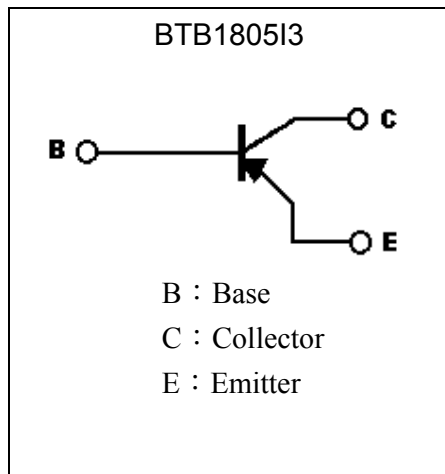 BTB1805I3
C
B
E
B：Base
C：Collector
E：Emitter